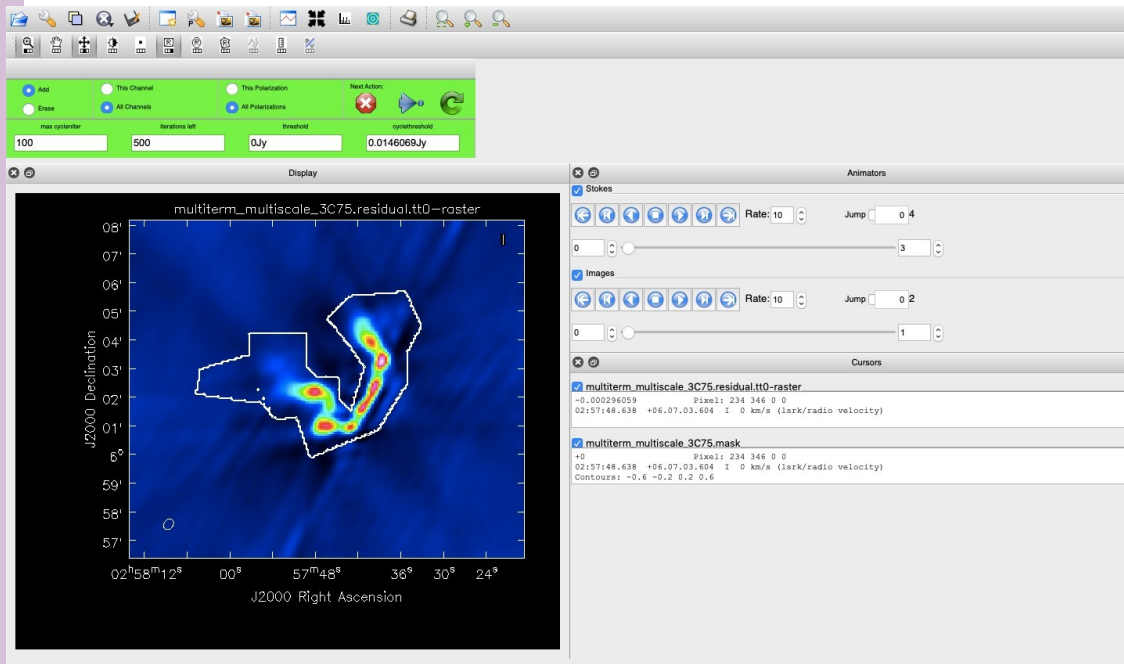 Add
This Channel
This Polarization
Next Action:
Erase
All Channels
All Polarizations
max cycleniter
iterations left
threshold
cyclethreshold
100
500
0Jy
0.0146069Jy
Display
multiterm_multiscale_3C75.residual.tt0-raster
I
08'
07'
06'
05'
04'
03'
02'
01'
6°
59'
58'
57'
J2000 Declination
02ʰ58ᵐ12ˢ 00ˢ 57ᵐ48ˢ 36ˢ 30ˢ 24ˢ
J2000 Right Ascension
Animators
Stokes
Rate: 10 Jump 0 4
0 3
Images
Rate: 10 Jump 0 2
0 1
Cursors
multiterm_multiscale_3C75.residual.tt0-raster
-0.000296059 Pixel: 234 346 0 0
02:57:48.638 +06.07.03.604 I 0 km/s (lsrk/radio velocity)
multiterm_multiscale_3C75.mask
+0 Pixel: 234 346 0 0
02:57:48.638 +06.07.03.604 I 0 km/s (lsrk/radio velocity)
Contours: -0.6 -0.2 0.2 0.6